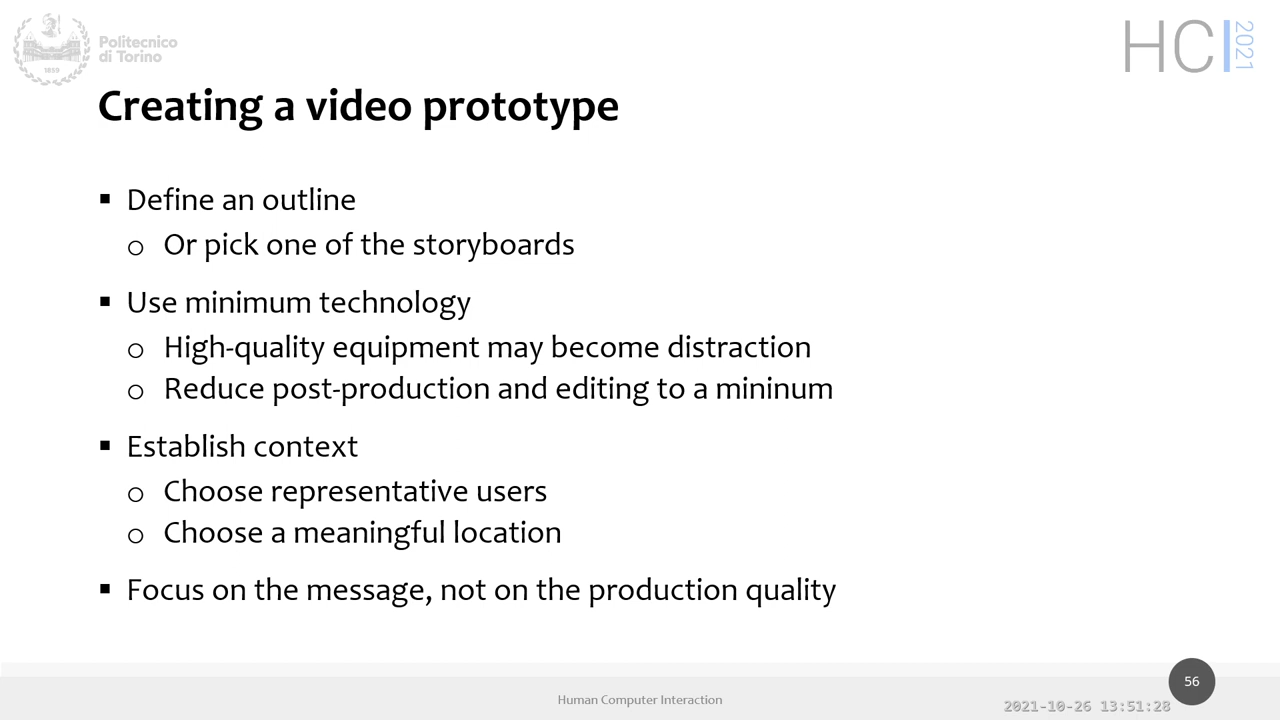 Politecnico
di Torino
1859
HCI
2021
Creating a video prototype
▪ Define an outline
o Or pick one of the storyboards
▪ Use minimum technology
o High-quality equipment may become distraction
o Reduce post-production and editing to a mininum
▪ Establish context
o Choose representative users
o Choose a meaningful location
▪ Focus on the message, not on the production quality
56
Human Computer Interaction
2021-10-26 13:51:28